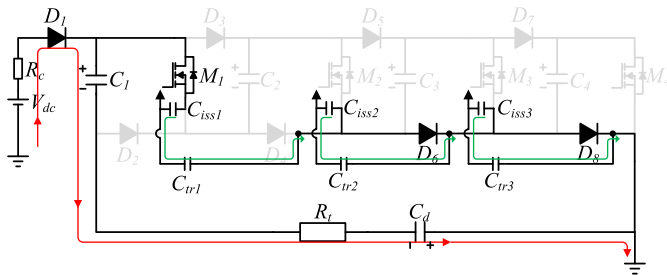 D1 D3 D5 D7
Rc + C1 M1 + C2 M2 + C3 M3 + C4
Vdc
Ciss1 Ciss2 Ciss3
D2 D6 D8
Ctr1 Ctr2 Ctr3
Rt Cd
+